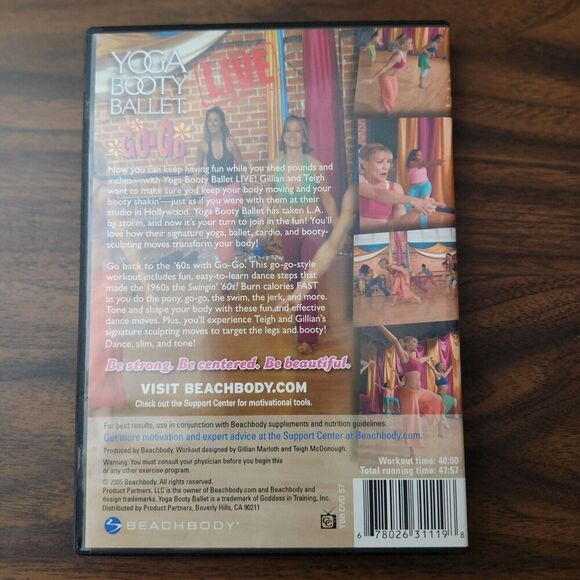 YOGA
BOOTY
BALLET
LIVE
GO-GO
Now you can keep having fun while you shed pounds and
inches—with Yoga Booty Ballet LIVE! Gillian and Teigh
want to make sure you keep your body moving and your
booty shakin'—just as if you were with them at their
studio in Hollywood. Yoga Booty Ballet has taken L.A.
by storm, and now it's your turn to join in the fun! You'll
love how their signature yoga, ballet, cardio, and booty-
sculpting moves transform your body!
Go back to the '60s with Go-Go. This go-go-style
workout includes fun, easy-to-learn dance steps that
made the 1960s the Swingin' '60s! Burn calories FAST
as you do the pony, go-go, the swim, the jerk, and more.
Tone and shape your body with these fun and effective
dance moves. Plus, you'll experience Teigh and Gillian's
signature sculpting moves to target the legs and booty!
Dance, slim, and tone!
Be strong. Be centered. Be beautiful.
VISIT BEACHBODY.COM
Check out the Support Center for motivational tools.
For best results, use in conjunction with Beachbody supplements and nutrition guidelines.
Get more motivation and expert advice at the Support Center at Beachbody.com.
Produced by Beachbody. Workout designed by Gillian Marloth and Teigh McDonough.
Warning: You must consult your physician before you begin this
or any other exercise program.
Workout time: 40:00
Total running time: 47:57
© 2005 Beachbody. All rights reserved.
Product Partners, LLC is the owner of Beachbody.com and Beachbody and
design trademarks. Yoga Booty Ballet is a trademark of Goddess in Training, Inc.
Distributed by Product Partners, Beverly Hills, CA 90211
BEACHBODY®
CC
YBB DVD 57
6 78026 31119 8